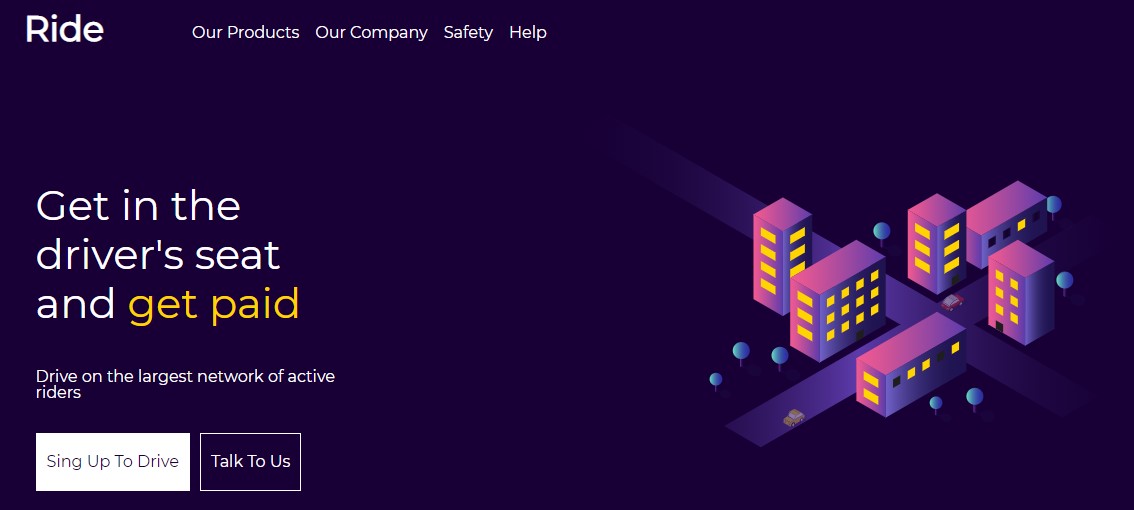 Ride
Our Products Our Company Safety Help
Get in the
driver's seat
and get paid
Drive on the largest network of active
riders
Sing Up To Drive Talk To Us